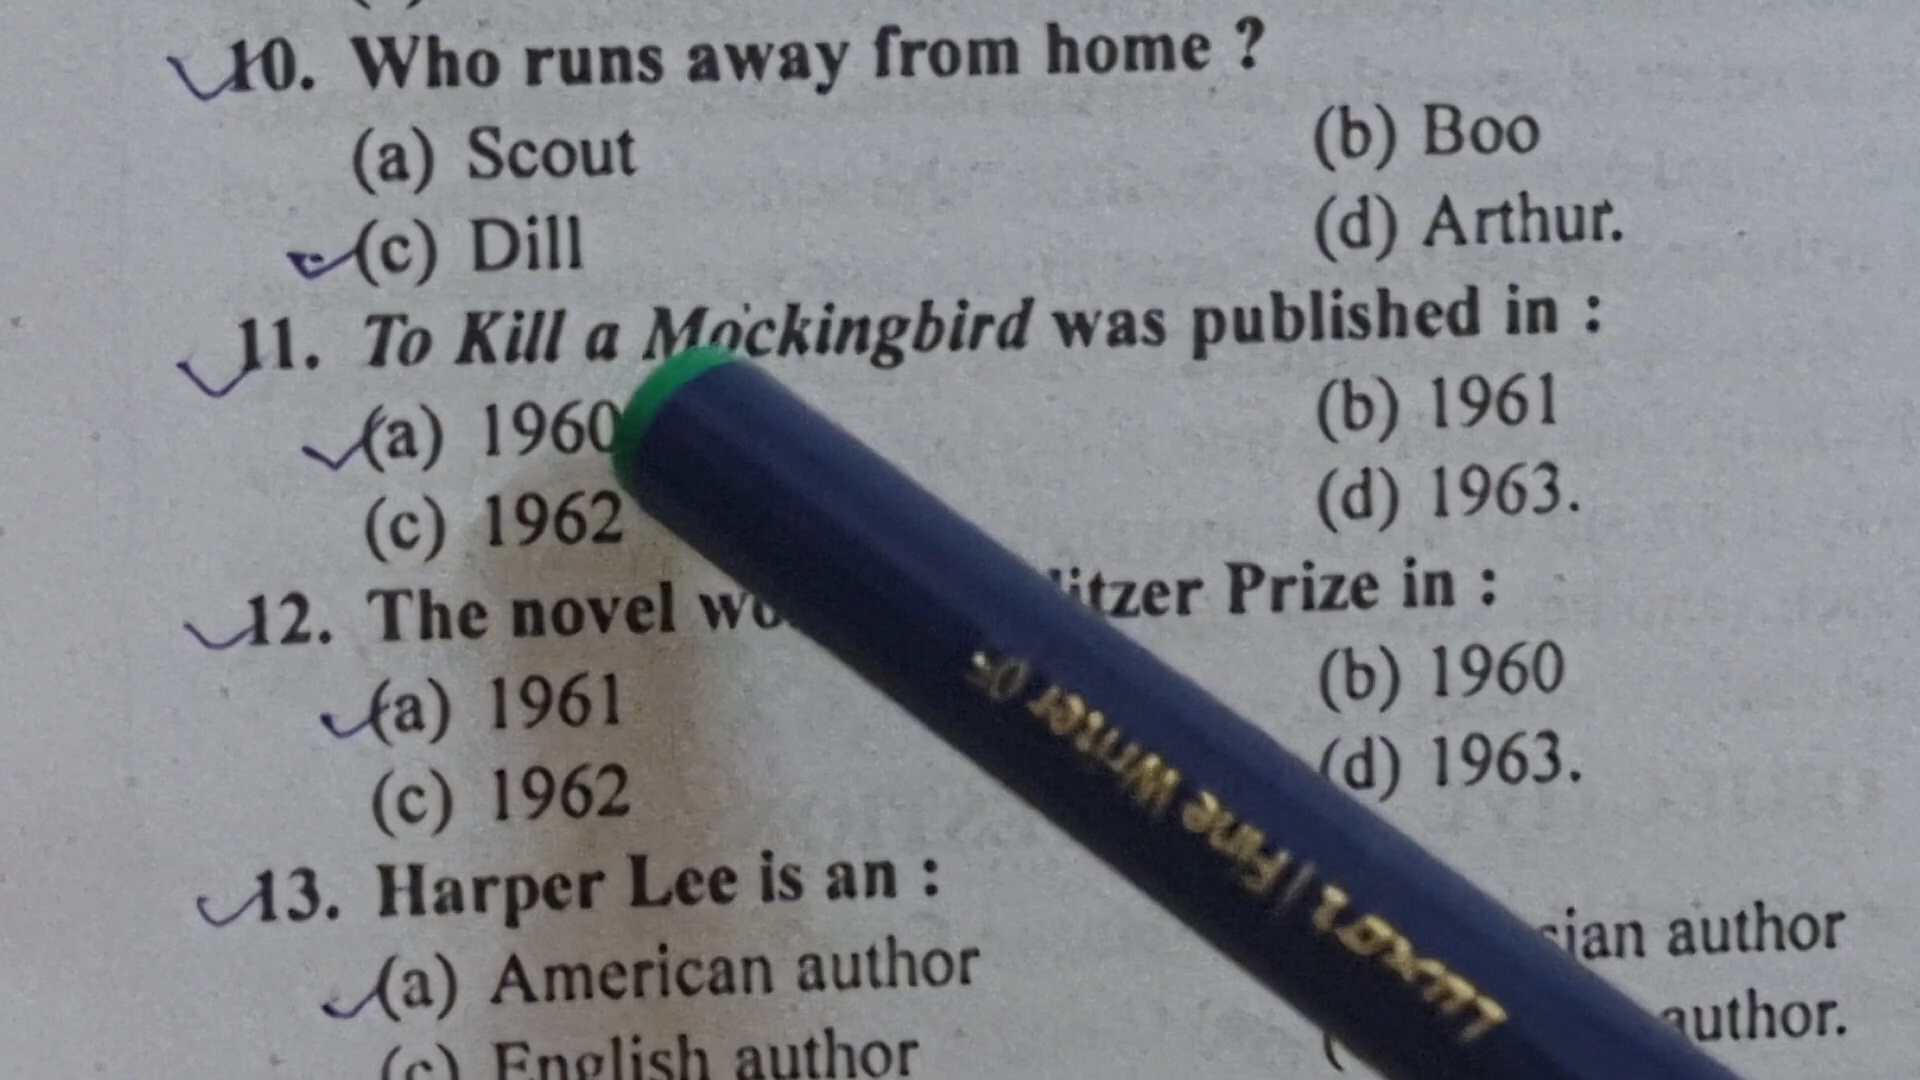 10. Who runs away from home ?
(a) Scout (b) Boo
(c) Dill (d) Arthur.
11. To Kill a Mockingbird was published in :
(a) 1960 (b) 1961
(c) 1962 (d) 1963.
12. The novel Prize in :
(a) 1961 (b) 1960
(c) 1962 (d) 1963.
13. Harper Lee is an :
(a) American author author
(c) English author author.
Luxor | Fine Writer 05